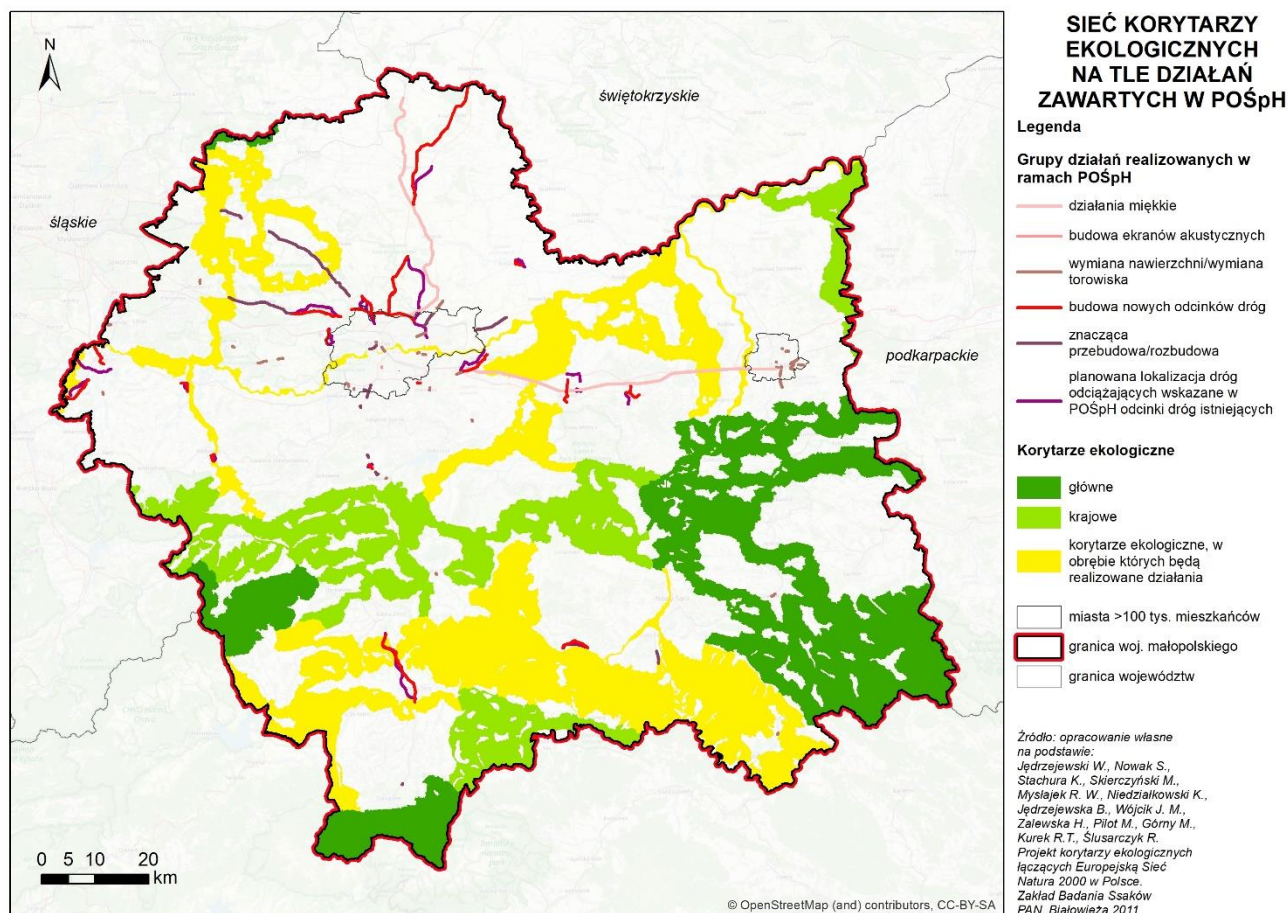 SIEĆ KORYTARZY
EKOLOGICZNYCH
NA TLE DZIAŁAŃ
ZAWARTYCH W POŚpH
Legenda
Grupy działań realizowanych w
ramach POŚpH
działania miękkie
budowa ekranów akustycznych
wymiana nawierzchni/wymiana
torowiska
budowa nowych odcinków dróg
znacząca
przebudowa/rozbudowa
planowana lokalizacja dróg
odciążających wskazane w
POŚpH odcinki dróg istniejących
Korytarze ekologiczne
główne
krajowe
korytarze ekologiczne, w
obrębie których będą
realizowane działania
miasta >100 tys. mieszkańców
granica woj. małopolskiego
granica województw
Źródło: opracowanie własne
na podstawie:
Jędrzejewski W., Nowak S.,
Stachura K., Skierczyński M.,
Mysłajek R. W., Niedziałkowski K.,
Jędrzejewska B., Wójcik J. M.,
Zalewska H., Pilot M., Górny M.,
Kurek R.T., Ślusarczyk R.
Projekt korytarzy ekologicznych
łączących Europejską Sieć
Natura 2000 w Polsce.
Zakład Badania Ssaków
PAN, Białowieża 2011
N
świętokrzyskie
śląskie
podkarpackie
0 5 10 20
km
© OpenStreetMap (and) contributors, CC-BY-SA